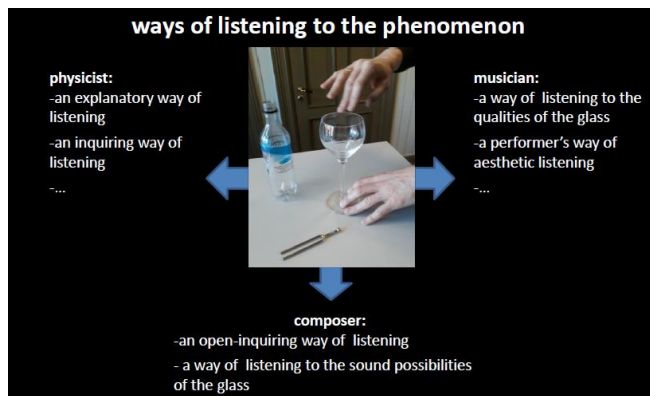 ways of listening to the phenomenon
physicist:
-an explanatory way of
listening
-an inquiring way of
listening
-...
musician:
-a way of  listening to the
qualities of the glass
-a performer's way of
aesthetic listening
-...
composer:
-an open-inquiring way of  listening
- a way of  listening to the sound possibilities
of the glass